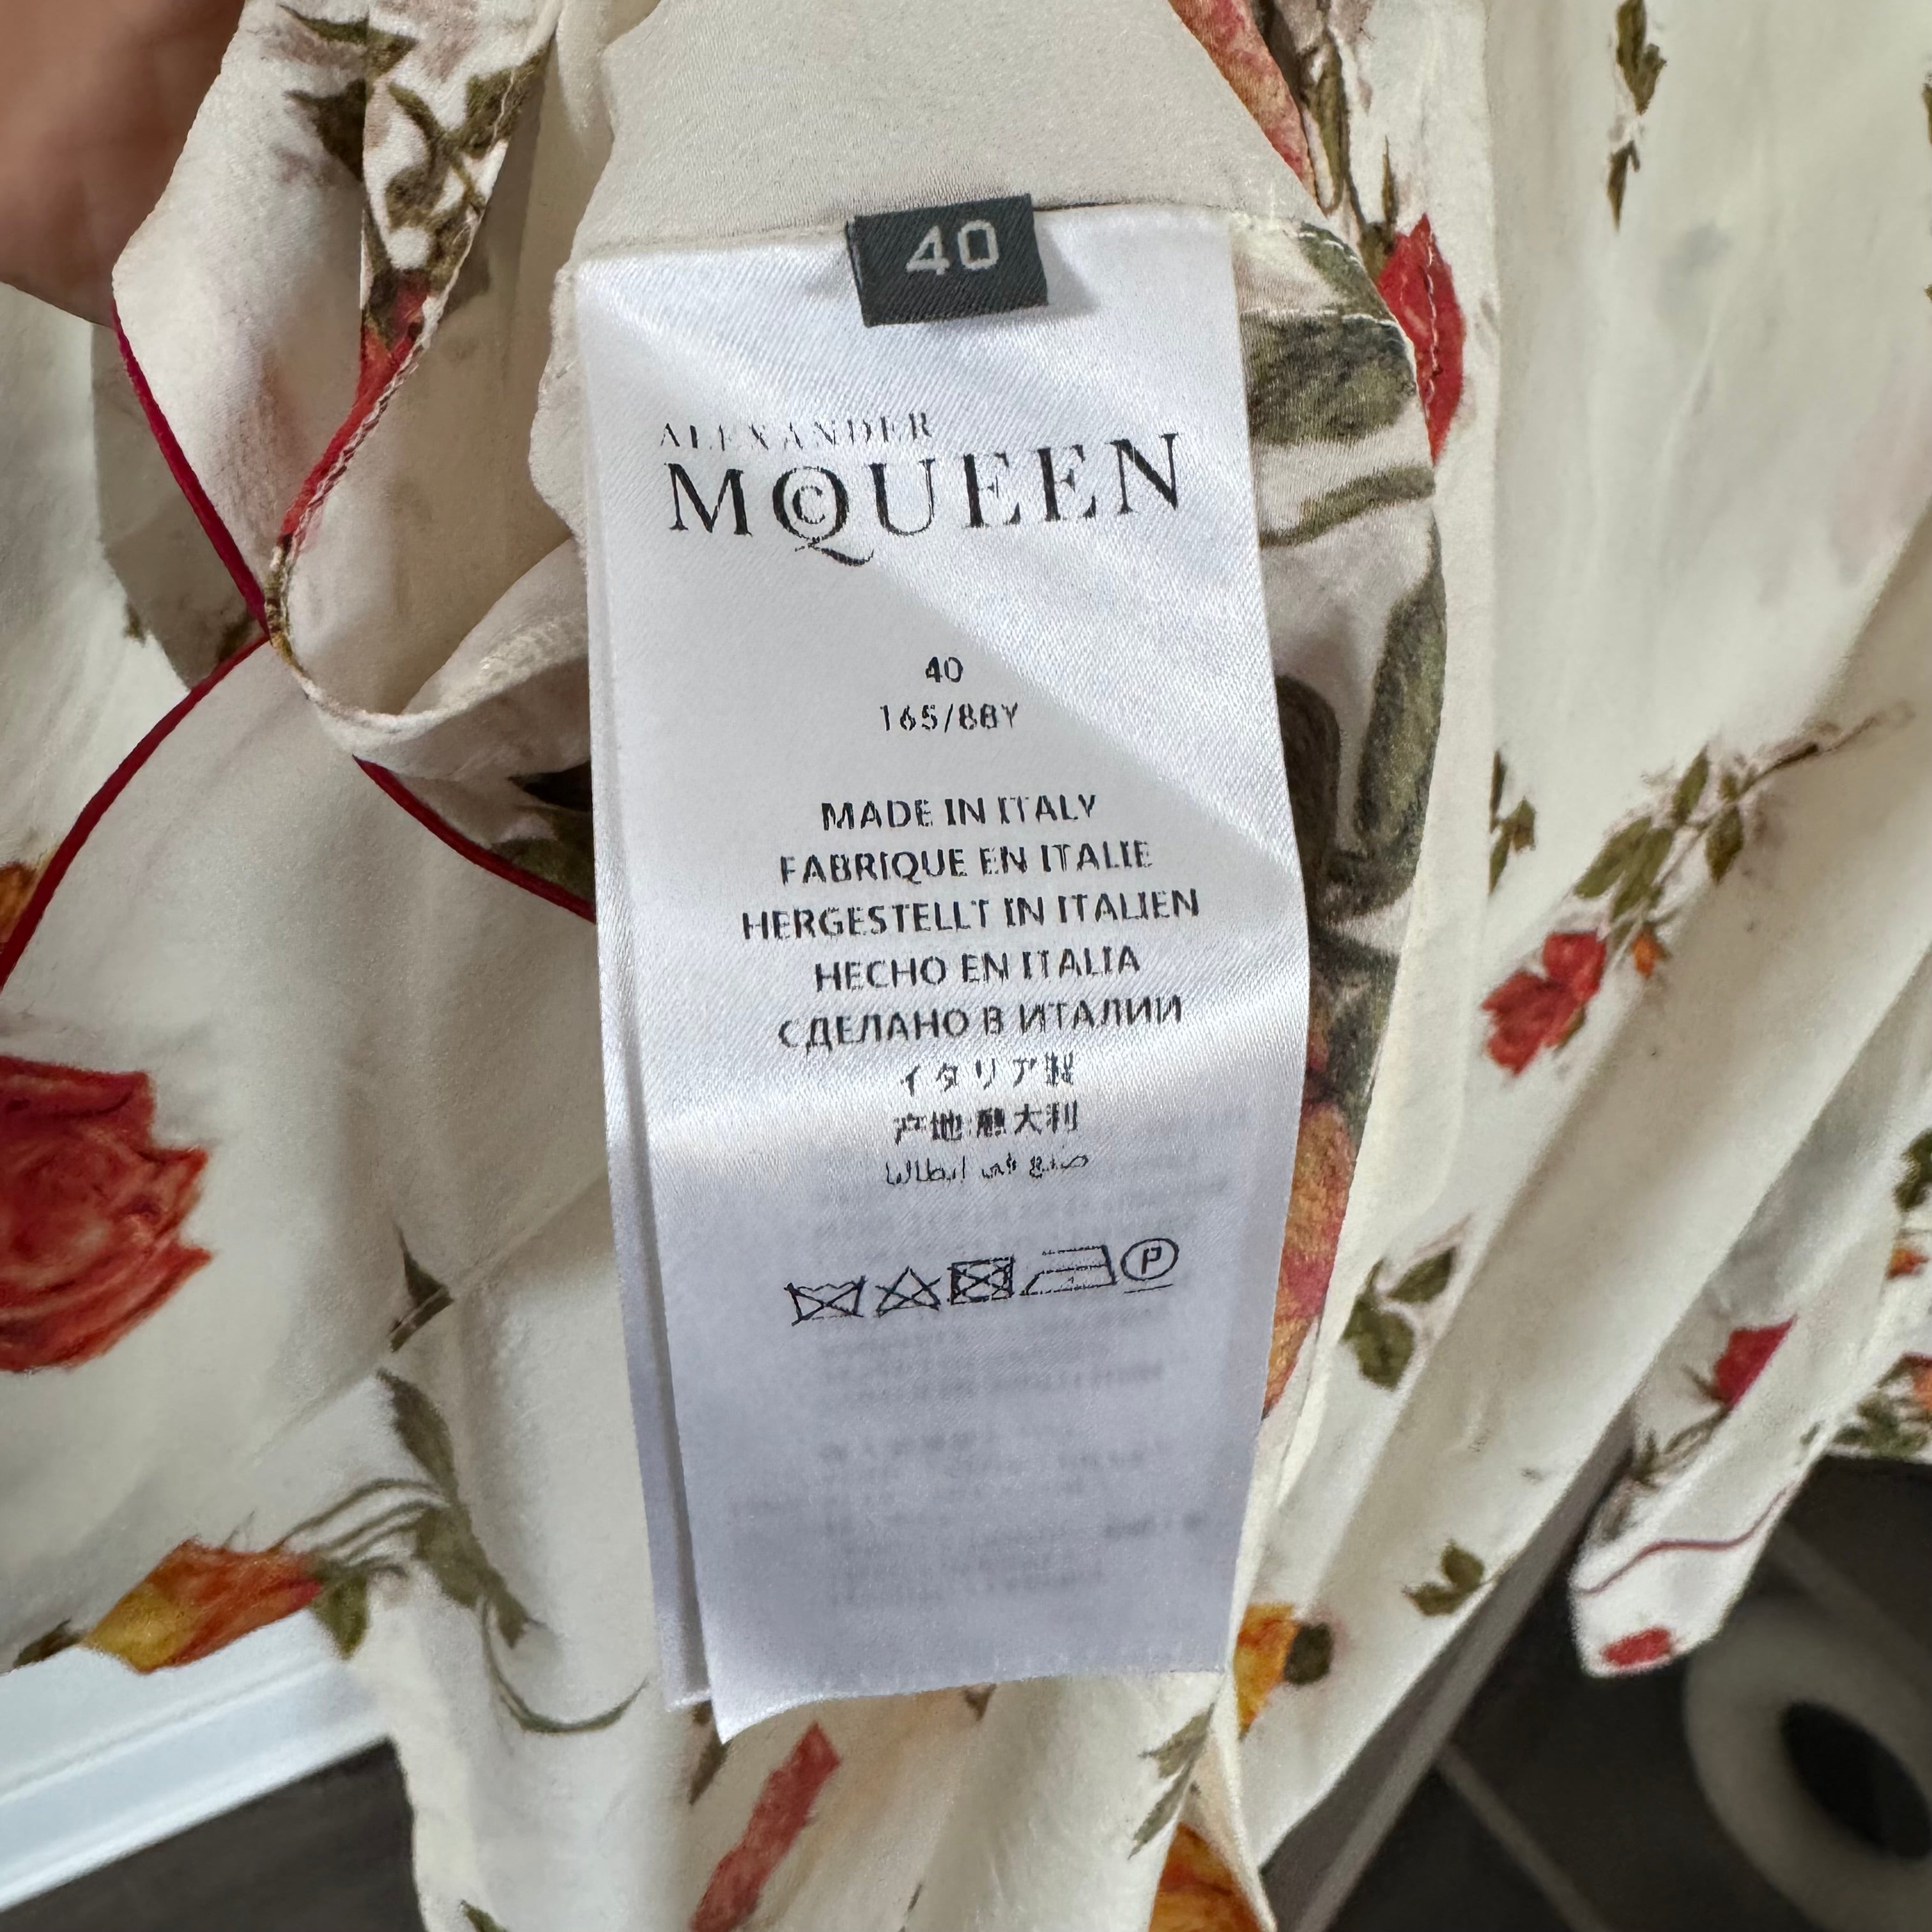 40
ALEXANDER
McQUEEN
40
165/88Y
MADE IN ITALY
FABRIQUE EN ITALIE
HERGESTELLT IN ITALIEN
HECHO EN ITALIA
СДЕЛАНО В ИТАЛИИ
イタリア製
产地:意大利
صنع في إيطاليا
P